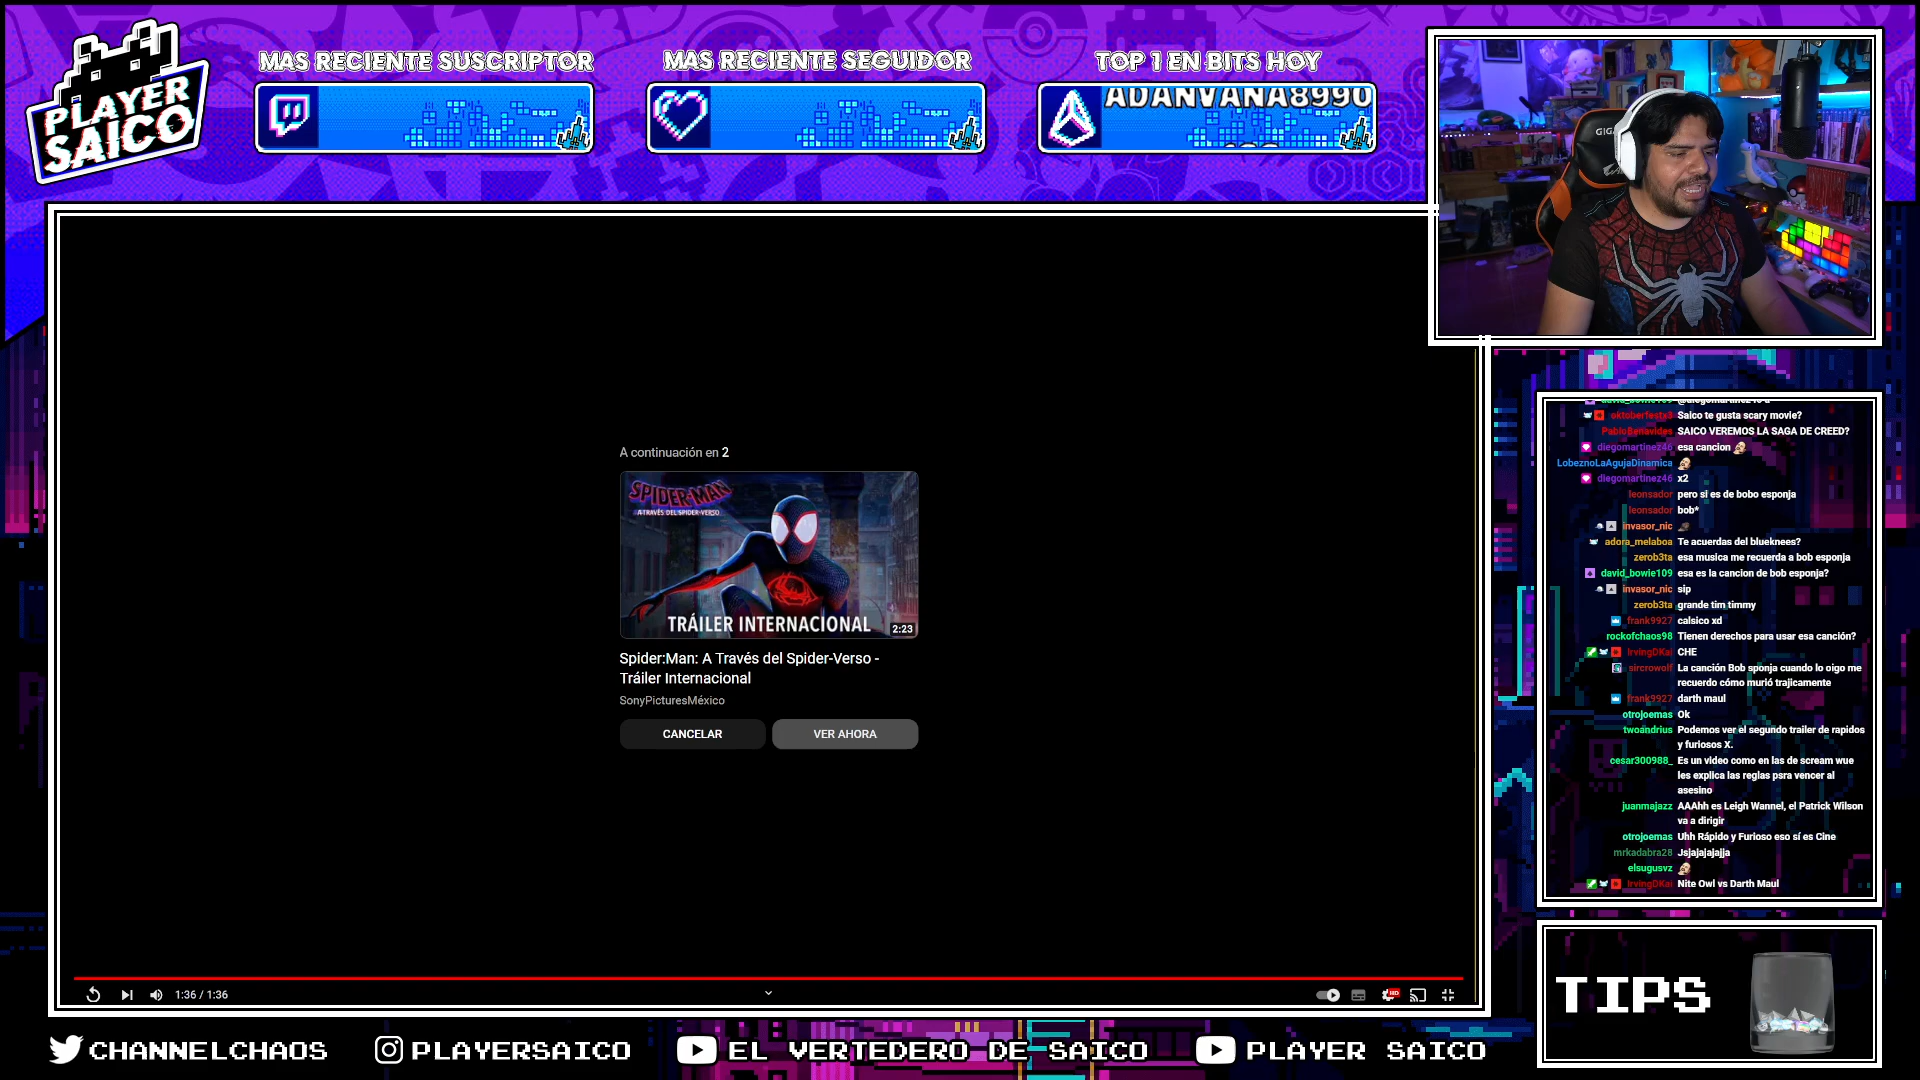 PLAYER
SAICO
MAS RECIENTE SUSCRIPTOR
MAS RECIENTE SEGUIDOR
TOP 1 EN BITS HOY
ADANVANA8990
A continuación en 2
SPIDER-MAN
A TRAVÉS DEL SPIDER-VERSO
TRÁILER INTERNACIONAL
2:23
Spider:Man: A Través del Spider-Verso -
Tráiler Internacional
SonyPicturesMéxico
CANCELAR
VER AHORA
1:36 / 1:36
HD
oktoberfestx3 Saico te gusta scary movie?
PabloBenavides SAICO VEREMOS LA SAGA DE CREED?
diegomartinez46 esa cancion
LobeznoLaAgujaDinamica
diegomartinez46 x2
leonsador pero si es de bobo esponja
leonsador bob*
invasor_nic
adora_melaboa Te acuerdas del blueknees?
zerob3ta esa musica me recuerda a bob esponja
david_bowie109 esa es la cancion de bob esponja?
invasor_nic sip
zerob3ta grande tim timmy
frank9927 calsico xd
rockofchaos98 Tienen derechos para usar esa canción?
IrvingDKai CHE
sircrowolf La canción Bob sponja cuando lo oigo me
recuerdo cómo murió trajicamente
frank9927 darth maul
otrojoemas Ok
twoandrius Podemos ver el segundo trailer de rapidos
y furiosos X.
cesar300988_ Es un video como en las de scream wue
les explica las reglas psra vencer al
asesino
juanmajazz AAAhh es Leigh Wannel, el Patrick Wilson
va a dirigir
otrojoemas Uhh Rápido y Furioso eso sí es Cine
mrkadabra28 Jsjajajajajja
elsugusvz
IrvingDKai Nite Owl vs Darth Maul
TIPS
CHANNELCHAOS
PLAYERSAICO
EL VERTEDERO DE SAICO
PLAYER SAICO